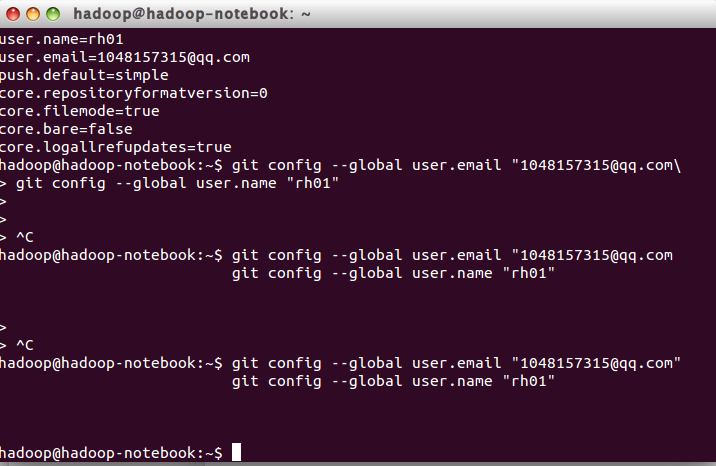 hadoop@hadoop-notebook: ~
user.name=rh01
user.email=1048157315@qq.com
push.default=simple
core.repositoryformatversion=0
core.filemode=true
core.bare=false
core.logallrefupdates=true
hadoop@hadoop-notebook:~$ git config --global user.email "1048157315@qq.com\
> git config --global user.name "rh01"
>
>
> ^C
hadoop@hadoop-notebook:~$ git config --global user.email "1048157315@qq.com
git config --global user.name "rh01"
>
> ^C
hadoop@hadoop-notebook:~$ git config --global user.email "1048157315@qq.com"
git config --global user.name "rh01"
hadoop@hadoop-notebook:~$